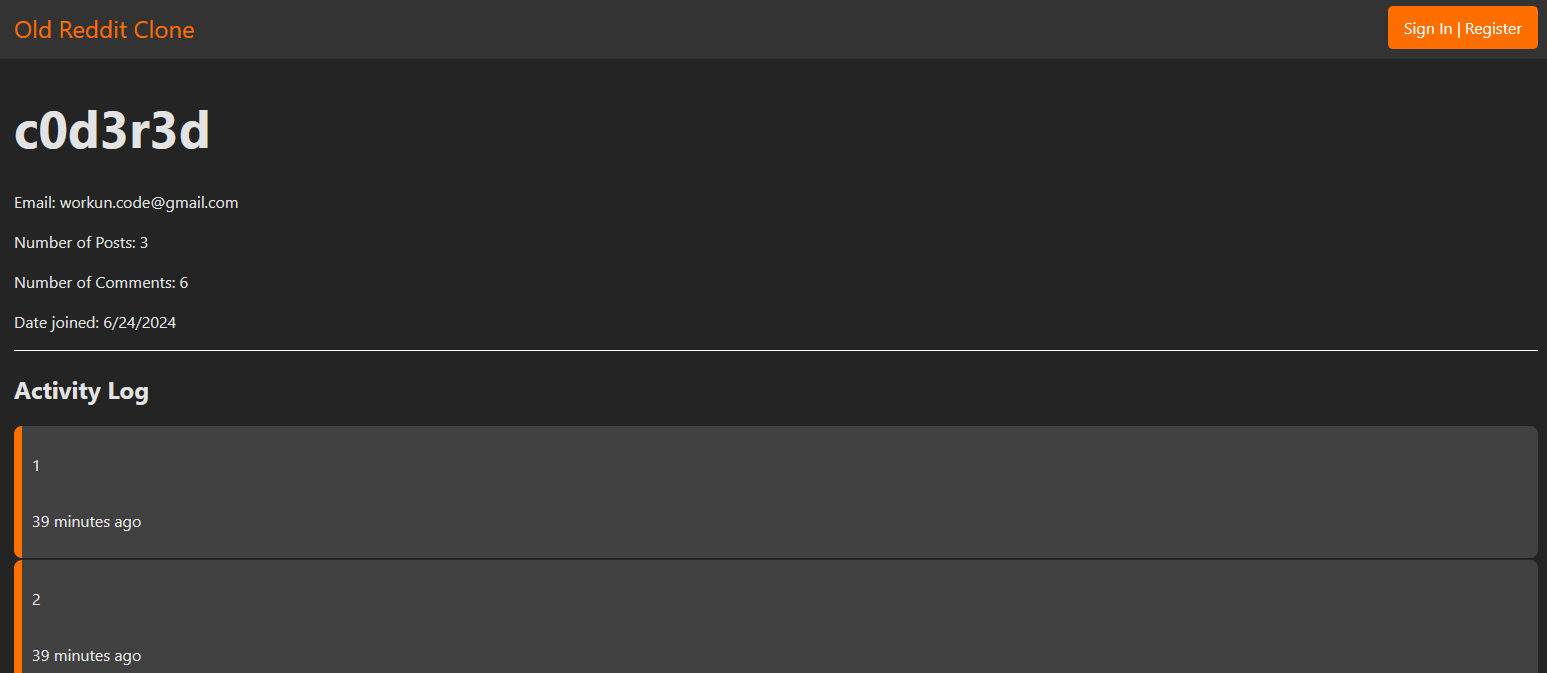 Old Reddit Clone
Sign In | Register
c0d3r3d
Email: workun.code@gmail.com
Number of Posts: 3
Number of Comments: 6
Date joined: 6/24/2024
Activity Log
1
39 minutes ago
2
39 minutes ago